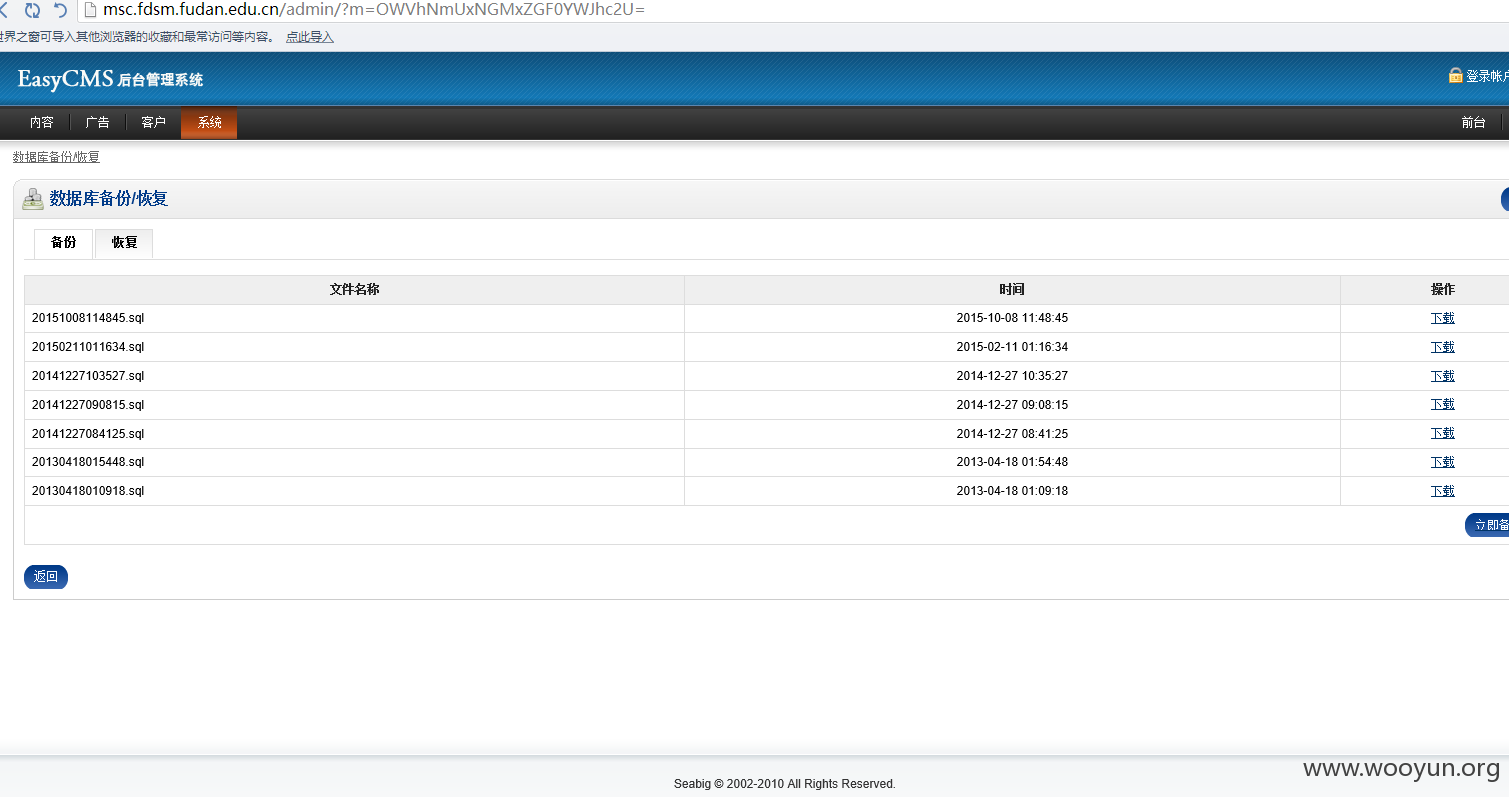 msc.fdsm.fudan.edu.cn/admin/?m=OWVhNmUxNGMxZGF0YWJhc2U=
世界之窗可导入其他浏览器的收藏和最常访问等内容。 点此导入
EasyCMS 后台管理系统
登录帐户
内容 广告 客户 系统 前台
数据库备份/恢复
数据库备份/恢复
备份 恢复
文件名称 时间 操作
20151008114845.sql 2015-10-08 11:48:45 下载
20150211011634.sql 2015-02-11 01:16:34 下载
20141227103527.sql 2014-12-27 10:35:27 下载
20141227090815.sql 2014-12-27 09:08:15 下载
20141227084125.sql 2014-12-27 08:41:25 下载
20130418015448.sql 2013-04-18 01:54:48 下载
20130418010918.sql 2013-04-18 01:09:18 下载
立即备
返回
www.wooyun.org
Seabig © 2002-2010 All Rights Reserved.